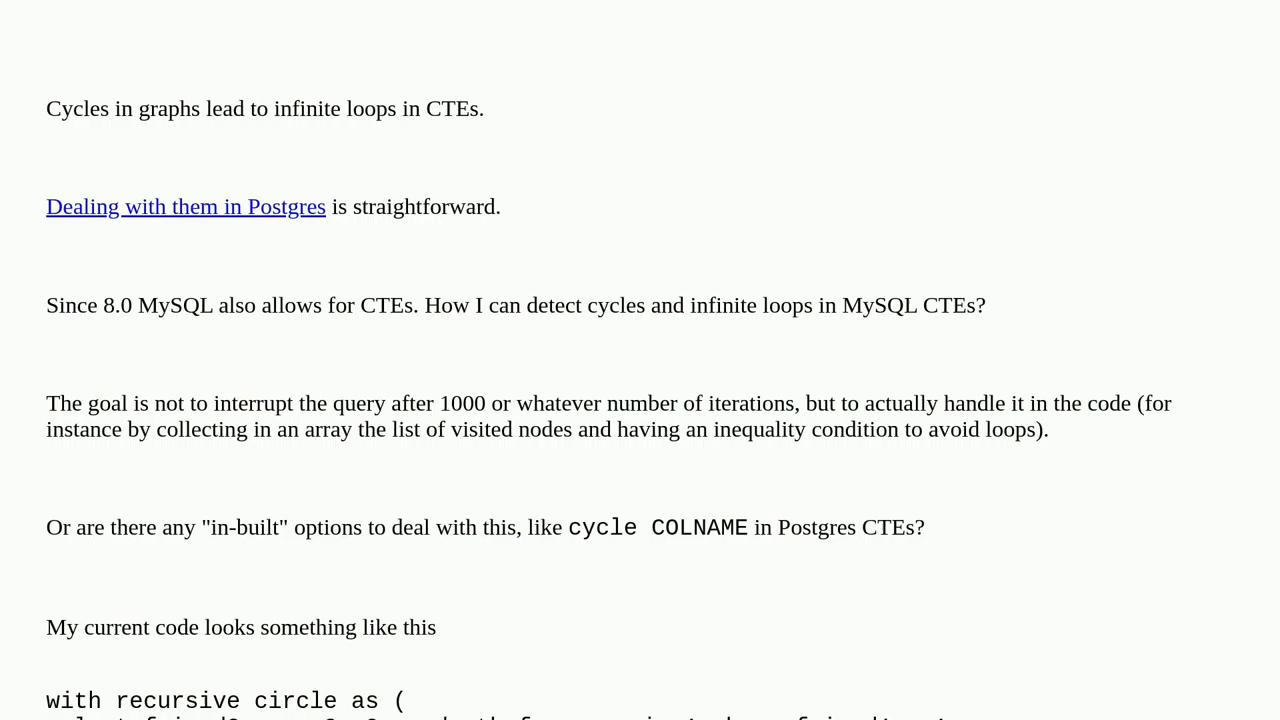 Cycles in graphs lead to infinite loops in CTEs.
Dealing with them in Postgres is straightforward.
Since 8.0 MySQL also allows for CTEs. How I can detect cycles and infinite loops in MySQL CTEs?
The goal is not to interrupt the query after 1000 or whatever number of iterations, but to actually handle it in the code (for
instance by collecting in an array the list of visited nodes and having an inequality condition to avoid loops).
Or are there any "in-built" options to deal with this, like cycle COLNAME in Postgres CTEs?
My current code looks something like this
with recursive circle as (